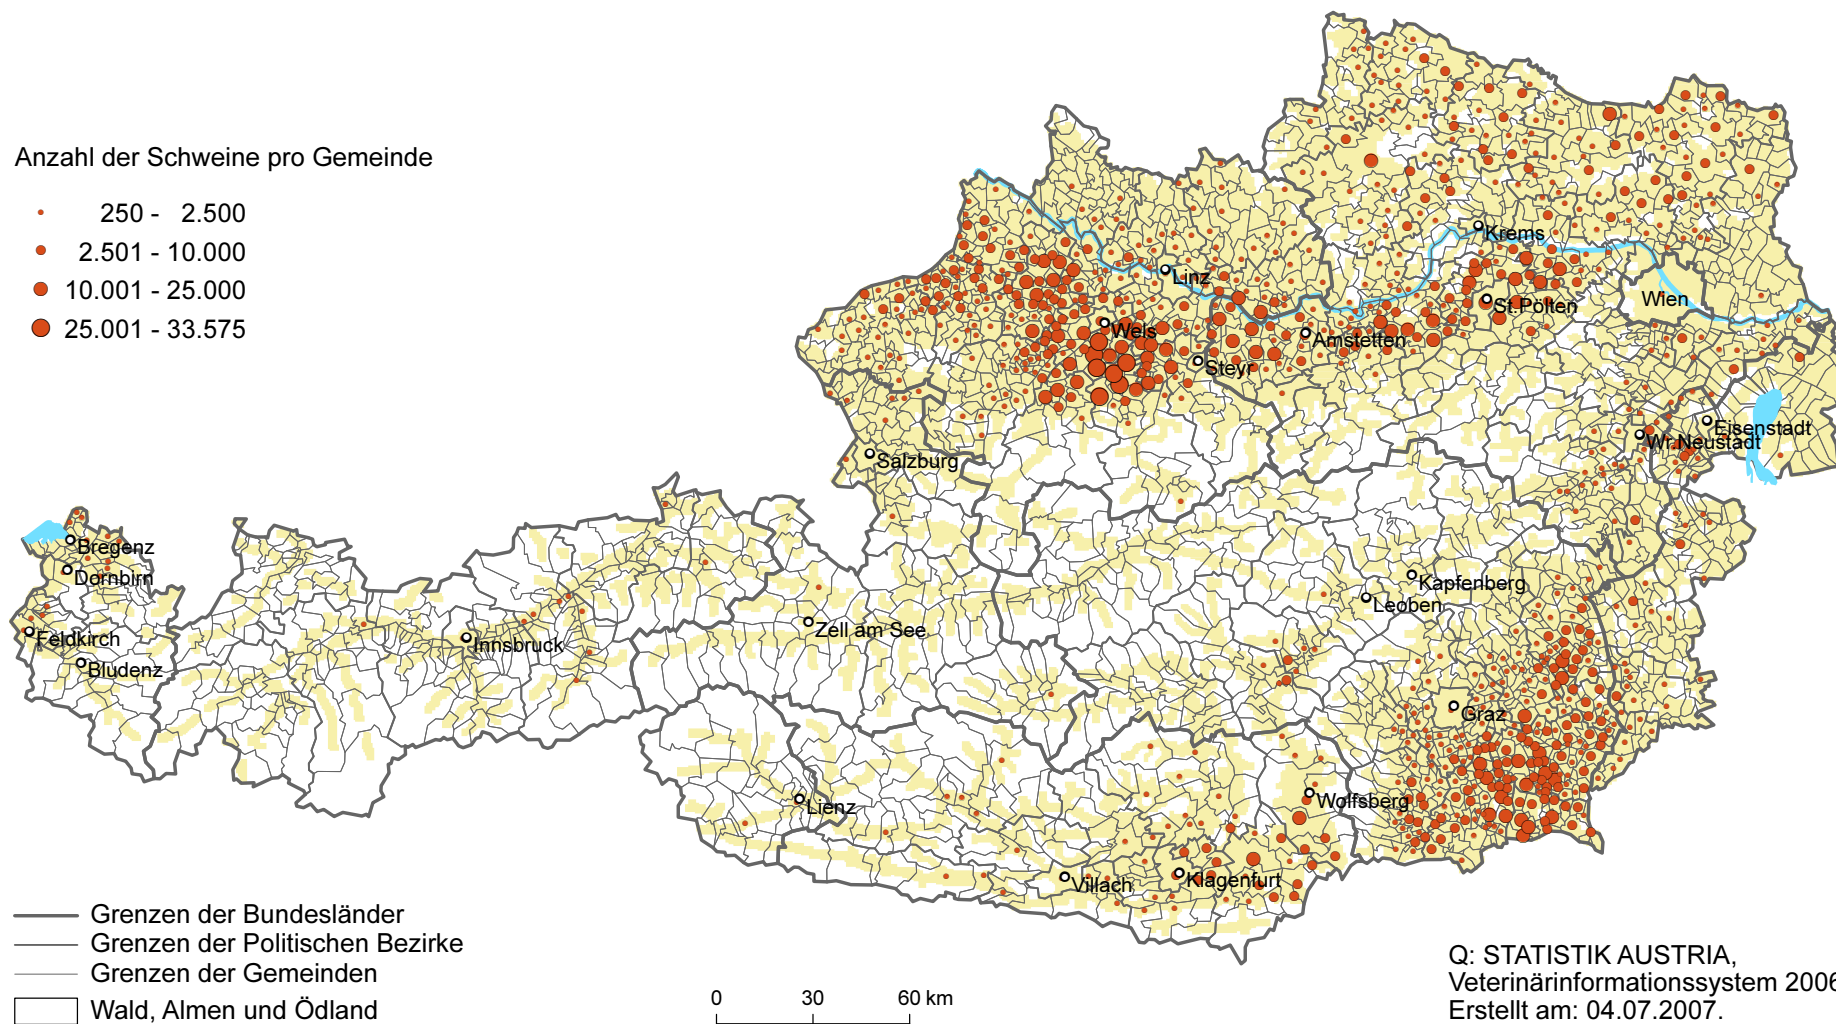 Anzahl der Schweine pro Gemeinde
250 - 2.500
2.501 - 10.000
10.001 - 25.000
25.001 - 33.575
Krems
Linz
Wien
St.Pölten
Wels
Amstetten
Steyr
Eisenstadt
Wr.Neustadt
Salzburg
Bregenz
Dornbirn
Kapfenberg
Leoben
Zell am See
Feldkirch
Innsbruck
Bludenz
Graz
Lienz
Wolfsberg
Villach
Klagenfurt
Grenzen der Bundesländer
Grenzen der Politischen Bezirke
Grenzen der Gemeinden
Wald, Almen und Ödland
0 30 60 km
Q: STATISTIK AUSTRIA,
Veterinärinformationssystem 2006
Erstellt am: 04.07.2007.